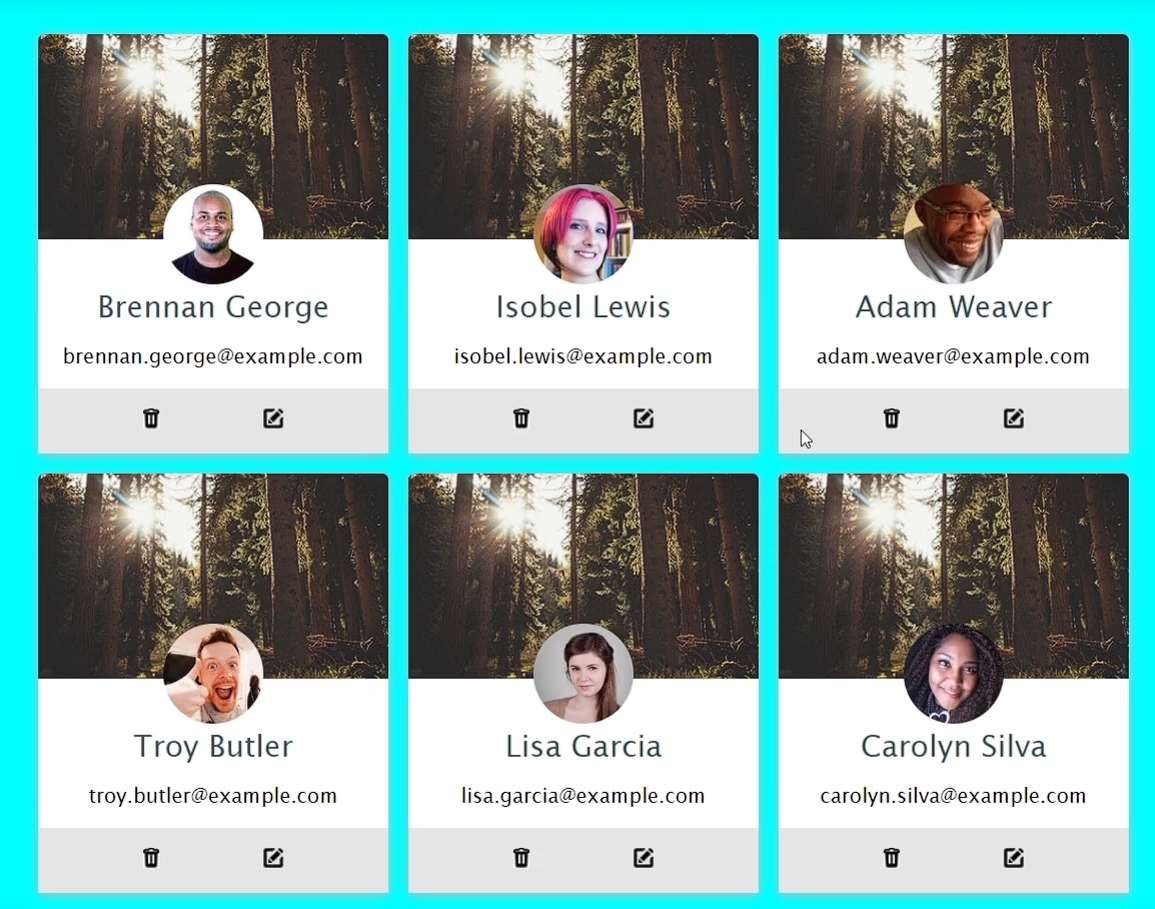 Brennan George
brennan.george@example.com
Isobel Lewis
isobel.lewis@example.com
Adam Weaver
adam.weaver@example.com
Troy Butler
troy.butler@example.com
Lisa Garcia
lisa.garcia@example.com
Carolyn Silva
carolyn.silva@example.com